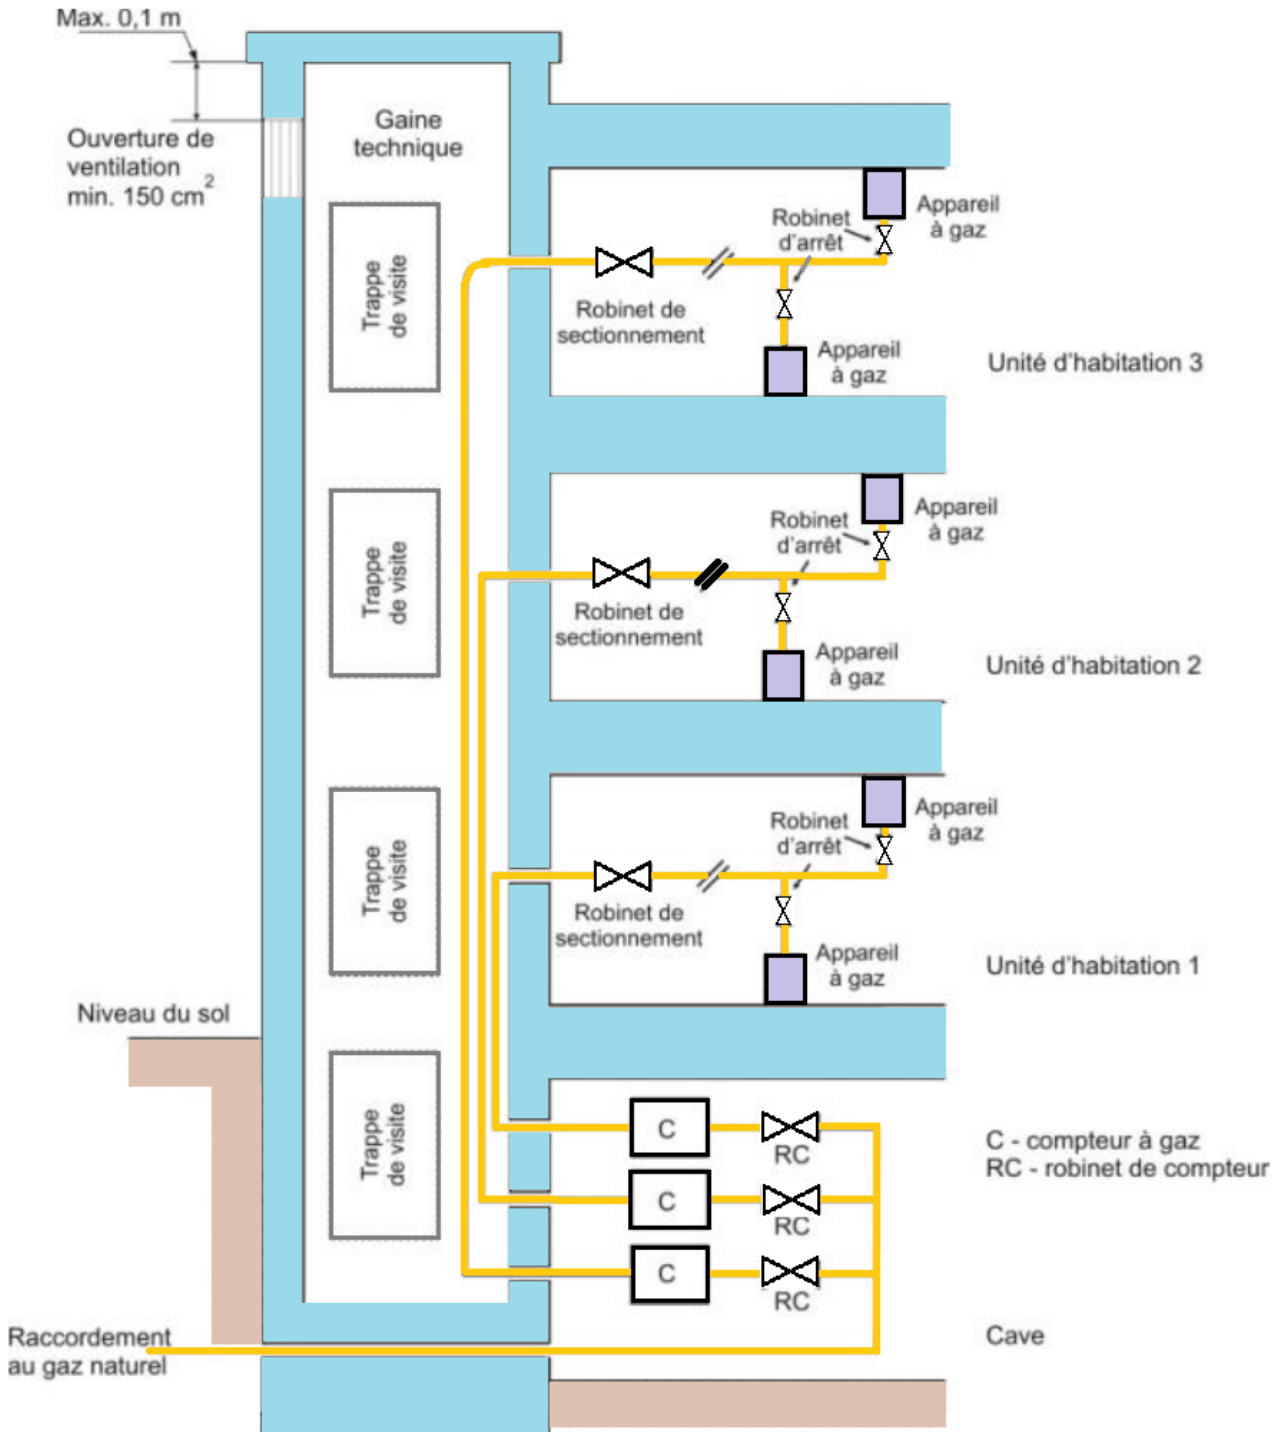 Max. 0,1 m
Ouverture de
ventilation
min. 150 cm²
Gaine
technique
Trappe
de visite
Robinet de
sectionnement
Robinet
d'arrêt
Appareil
à gaz
Appareil
à gaz
Unité d'habitation 3
Trappe
de visite
Robinet de
sectionnement
Robinet
d'arrêt
Appareil
à gaz
Appareil
à gaz
Unité d'habitation 2
Trappe
de visite
Robinet de
sectionnement
Robinet
d'arrêt
Appareil
à gaz
Appareil
à gaz
Unité d'habitation 1
Niveau du sol
Trappe
de visite
C
RC
C
RC
C
RC
C - compteur à gaz
RC - robinet de compteur
Raccordement
au gaz naturel
Cave